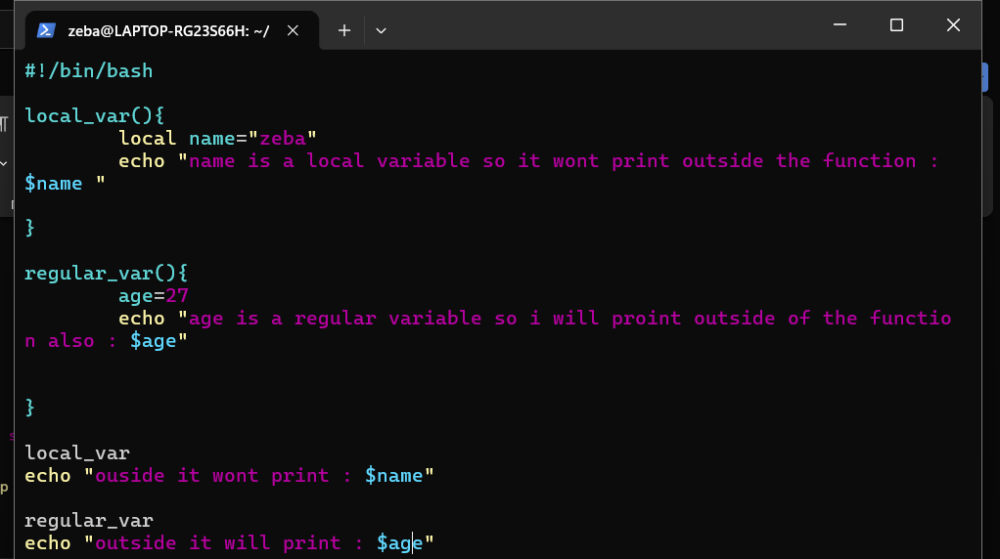 zeba@LAPTOP-RG23S66H: ~/
#!/bin/bash
local_var(){
local name="zeba"
echo "name is a local variable so it wont print outside the function :
$name "
}
regular_var(){
age=27
echo "age is a regular variable so i will proint outside of the functio
n also : $age"
}
local_var
echo "ouside it wont print : $name"
regular_var
echo "outside it will print : $age"